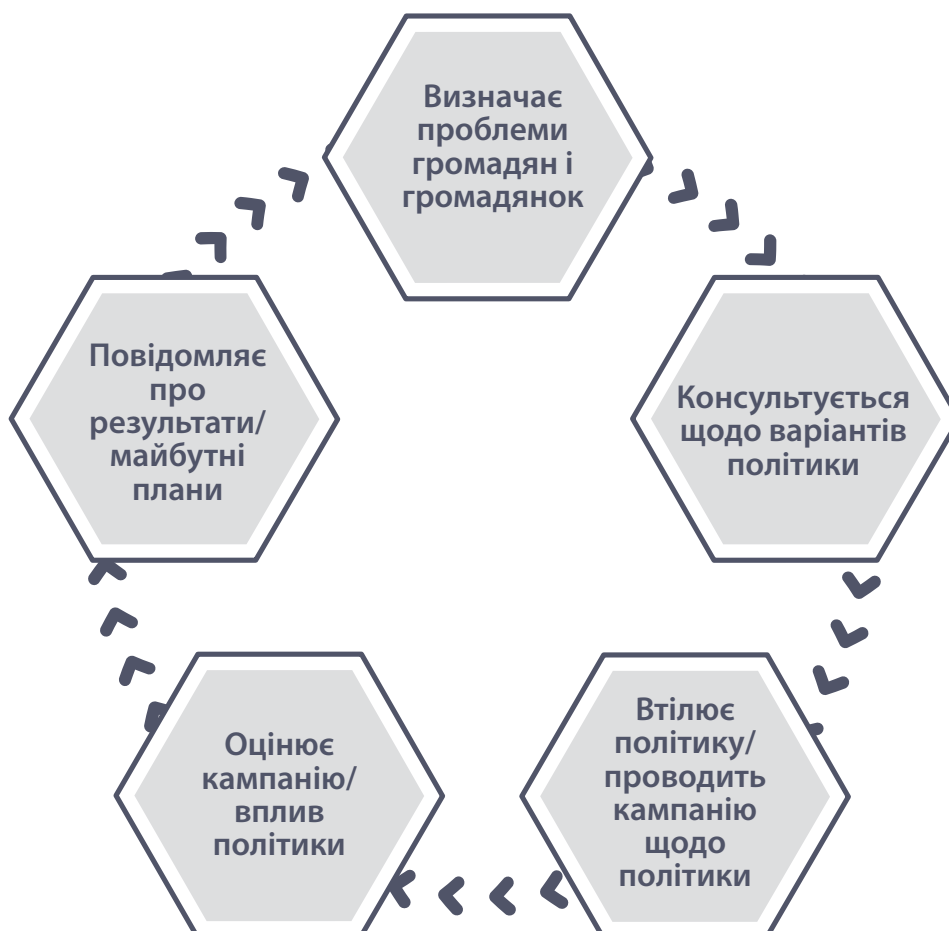 Визначає
проблеми
громадян і
громадянок
Консультується
щодо варіантів
політики
Втілює
політику/
проводить
кампанію
щодо
політики
Оцінює
кампанію/
вплив
політики
Повідомляє
про
результати/
майбутні
плани